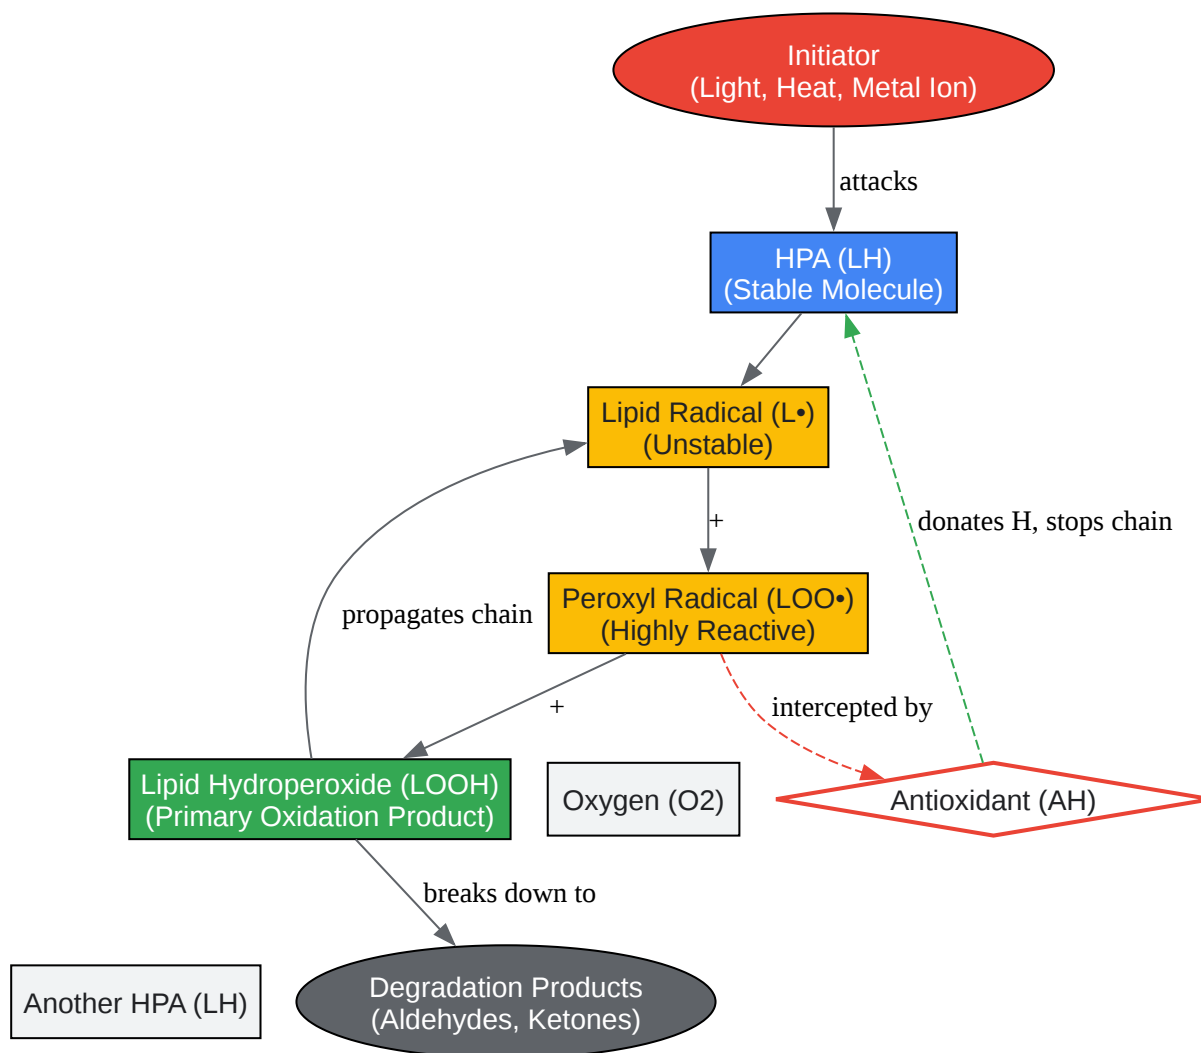 Initiator
(Light, Heat, Metal Ion)
attacks
HPA (LH)
(Stable Molecule)
Lipid Radical (L•)
(Unstable)
+
donates H, stops chain
Peroxyl Radical (LOO•)
(Highly Reactive)
propagates chain
+
intercepted by
Lipid Hydroperoxide (LOOH)
(Primary Oxidation Product)
Oxygen (O2)
Antioxidant (AH)
breaks down to
Another HPA (LH)
Degradation Products
(Aldehydes, Ketones)